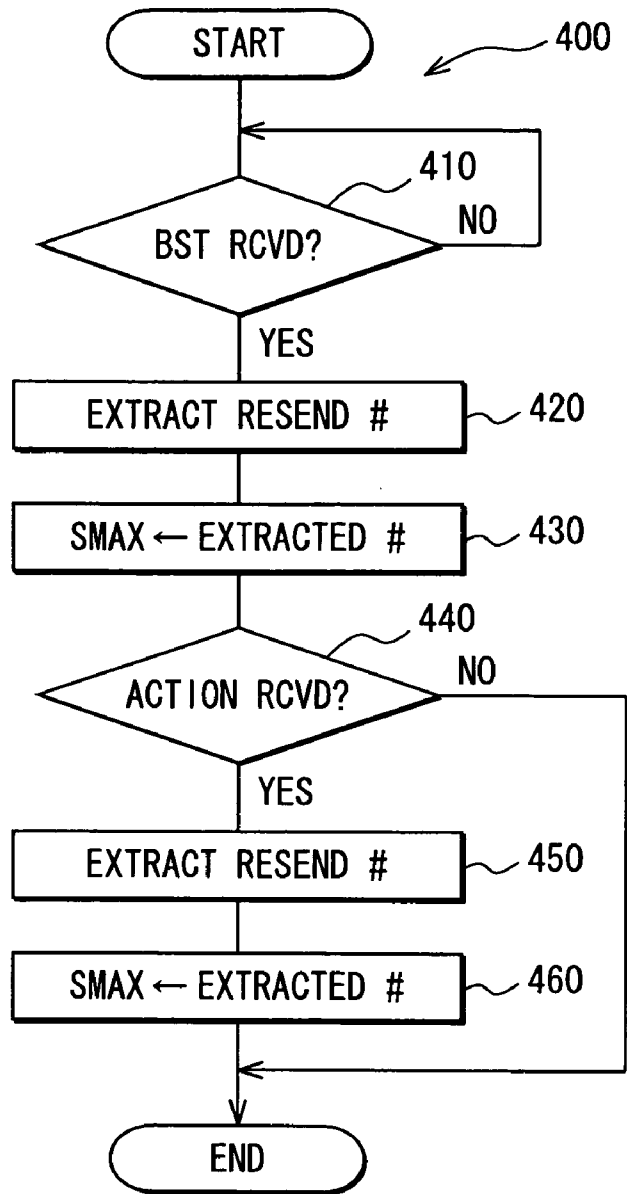 START
400
410
BST RCVD?
NO
YES
EXTRACT RESEND #
420
SMAX ← EXTRACTED #
430
440
ACTION RCVD?
NO
YES
EXTRACT RESEND #
450
SMAX ← EXTRACTED #
460
END